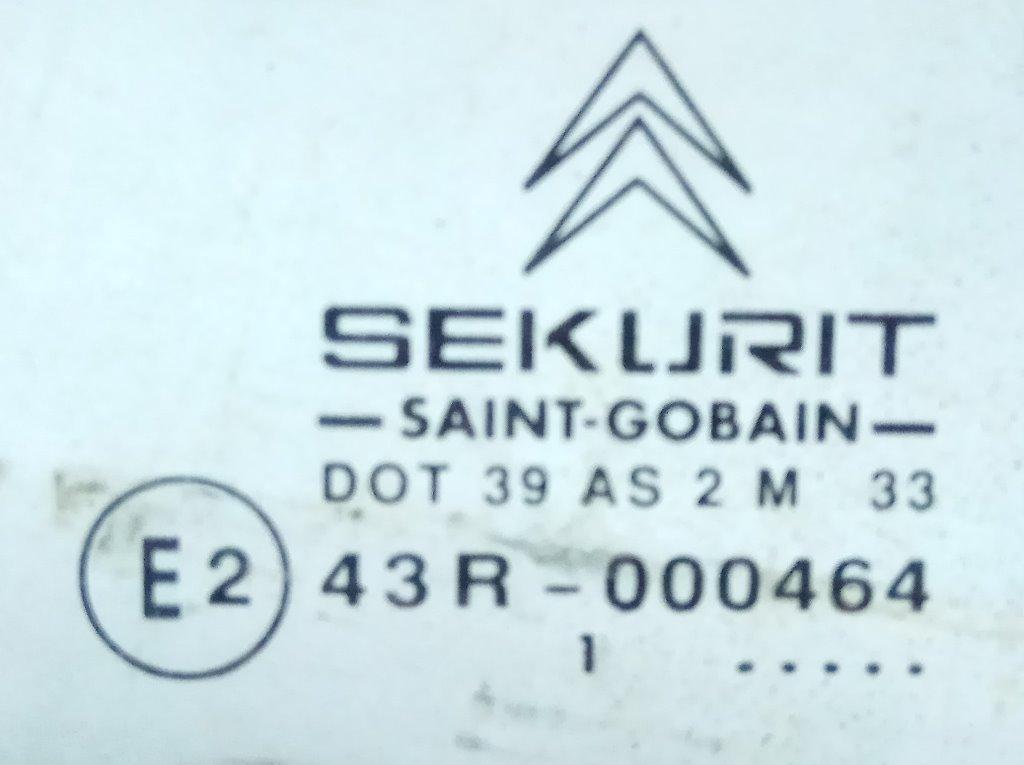 SEKURIT
—SAINT-GOBAIN—
DOT 39 AS 2 M 33
E2 43R-000464
1 .....